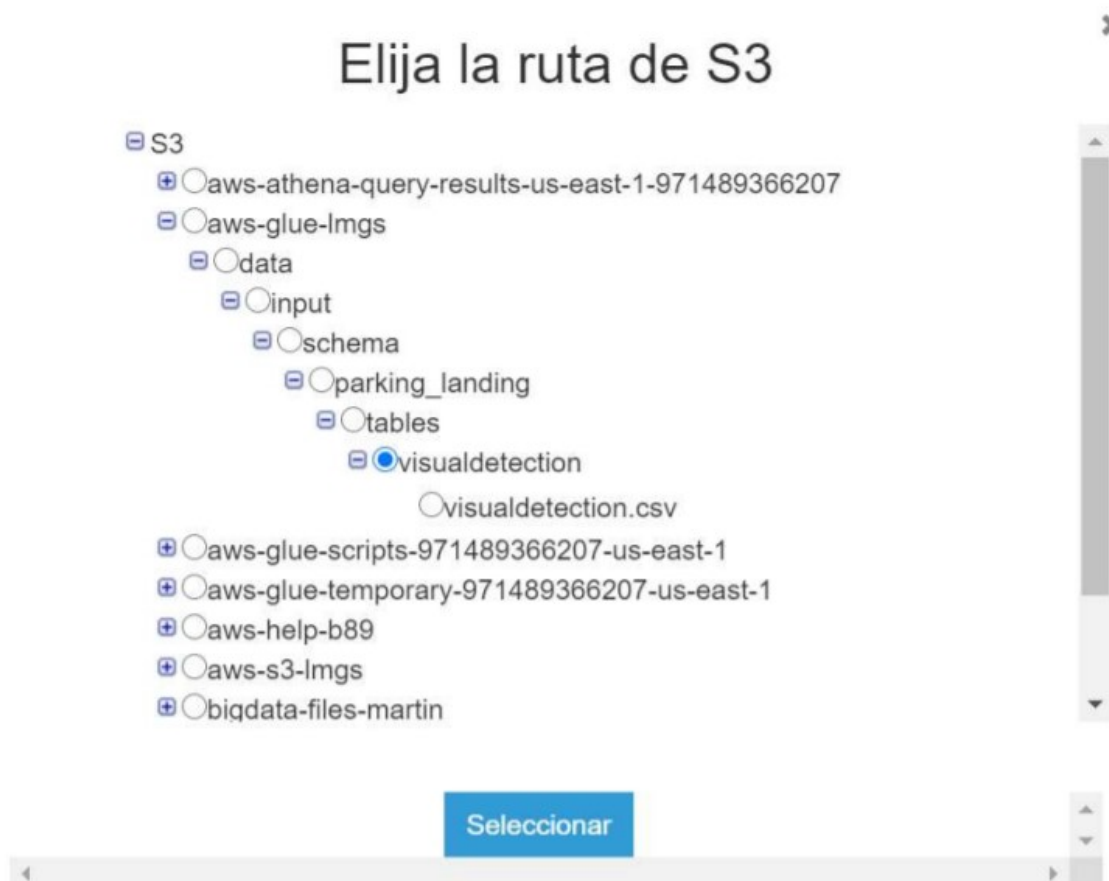 Elija la ruta de S3
S3
aws-athena-query-results-us-east-1-971489366207
aws-glue-lmgs
data
input
schema
parking_landing
tables
visualdetection
visualdetection.csv
aws-glue-scripts-971489366207-us-east-1
aws-glue-temporary-971489366207-us-east-1
aws-help-b89
aws-s3-lmgs
bigdata-files-martin
Seleccionar